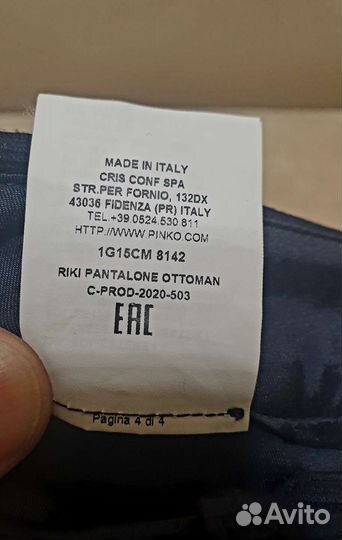 MADE IN ITALY
CRIS CONF SPA
STR.PER FORNIO, 132DX
43036 FIDENZA (PR) ITALY
TEL.+39 0524.530 811
HTTP://WWW.PINKO.COM
1G15CM 8142
RIKI PANTALONE OTTOMAN
C-PROD-2020-503
EAC
Pagina 4 di 4
Avito